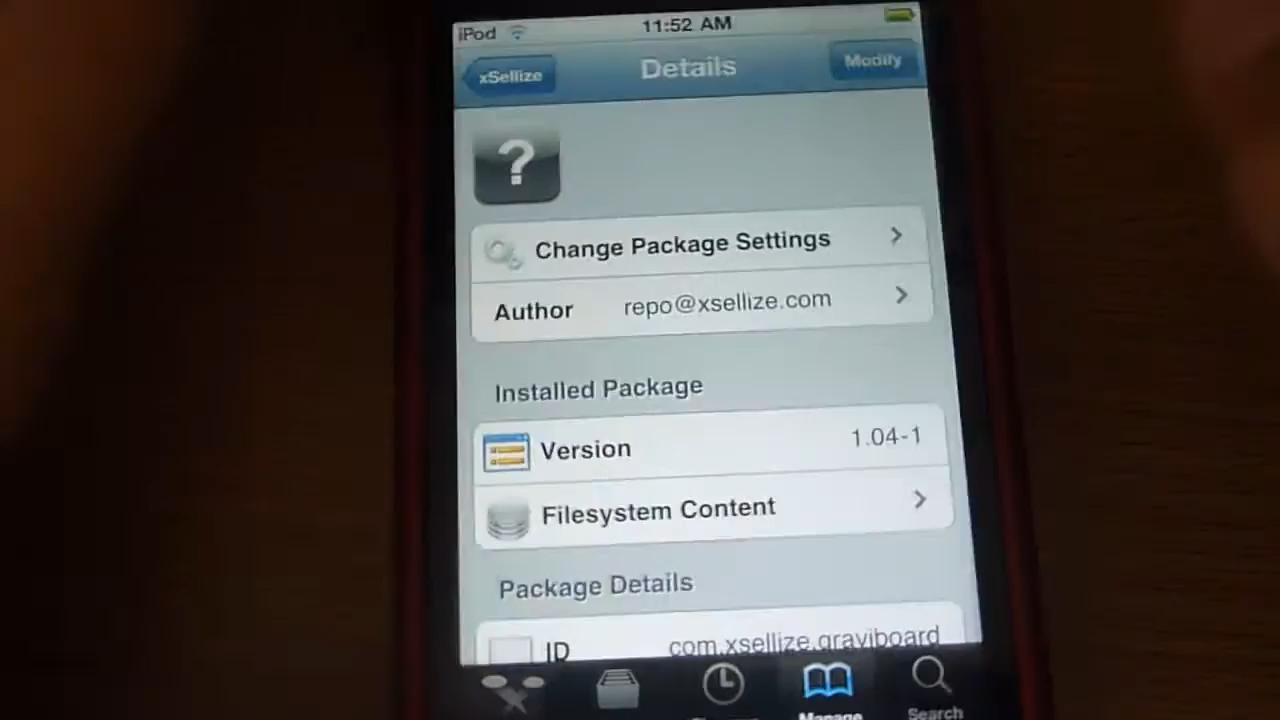 iPod 11:52 AM
xSellize Details Modify
?
Change Package Settings
Author repo@xsellize.com
Installed Package
Version 1.04-1
Filesystem Content
Package Details
ID com.xsellize.graviboard
Manage Search